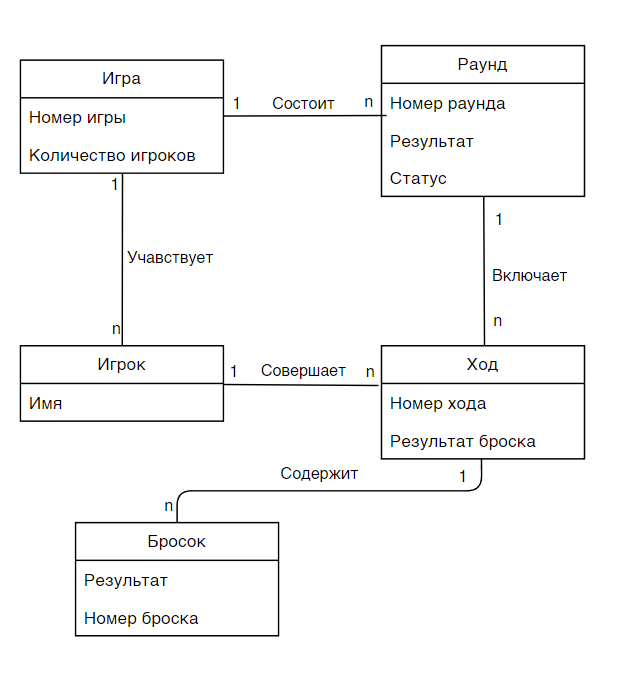 Игра
Номер игры
Количество игроков
1
Состоит
n
Раунд
Номер раунда
Результат
Статус
1
Учавствует
n
1
Включает
n
Игрок
Имя
1
Совершает
n
Ход
Номер хода
Результат броска
1
Содержит
n
Бросок
Результат
Номер броска